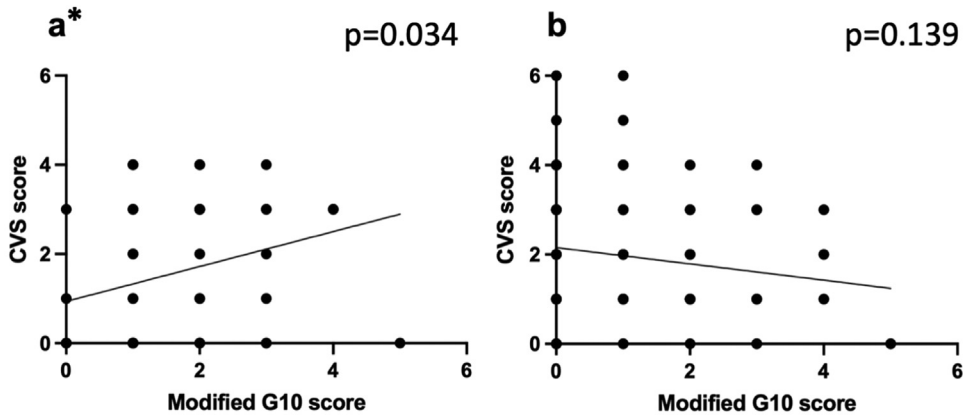 a*
p=0.034
CVS score
6
4
2
0
0 2 4 6
Modified G10 score
b
p=0.139
CVS score
6
4
2
0
0 2 4 6
Modified G10 score